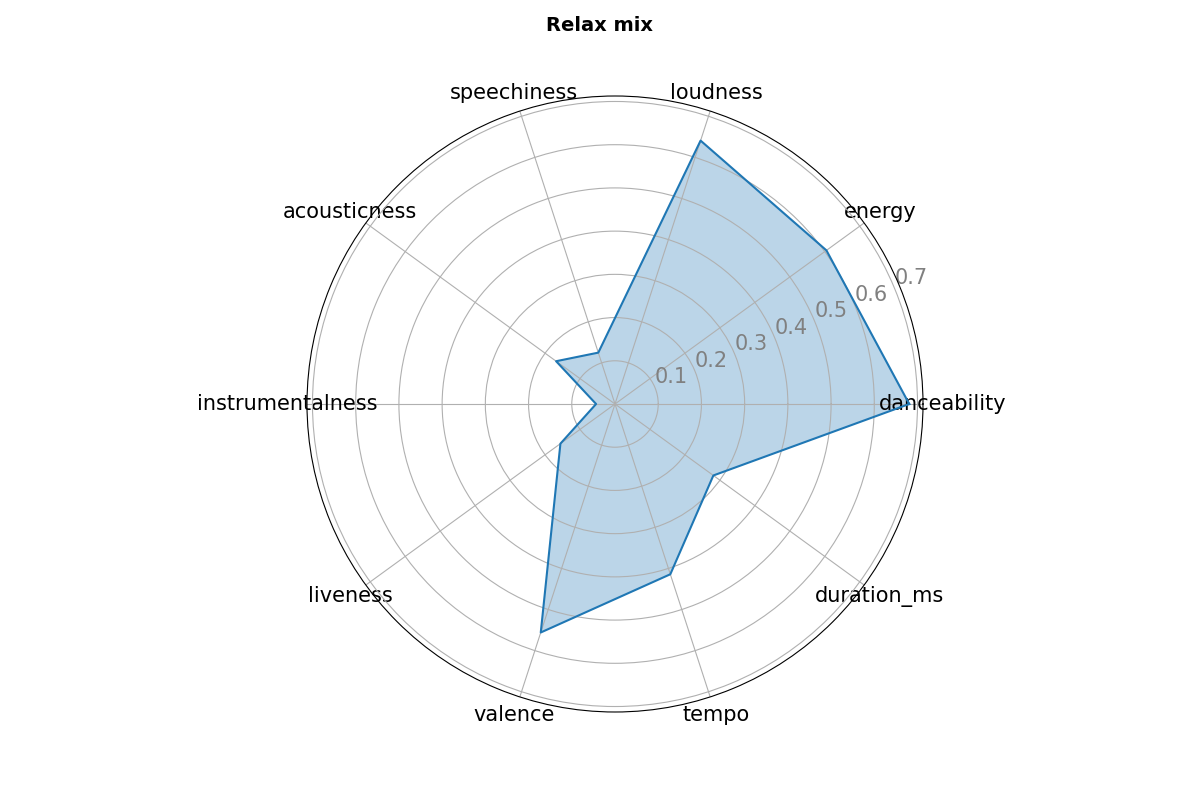 Relax mix
speechiness
loudness
acousticness
energy
0.7
0.6
0.5
0.4
0.3
0.2
0.1
instrumentalness
danceability
liveness
duration_ms
valence
tempo